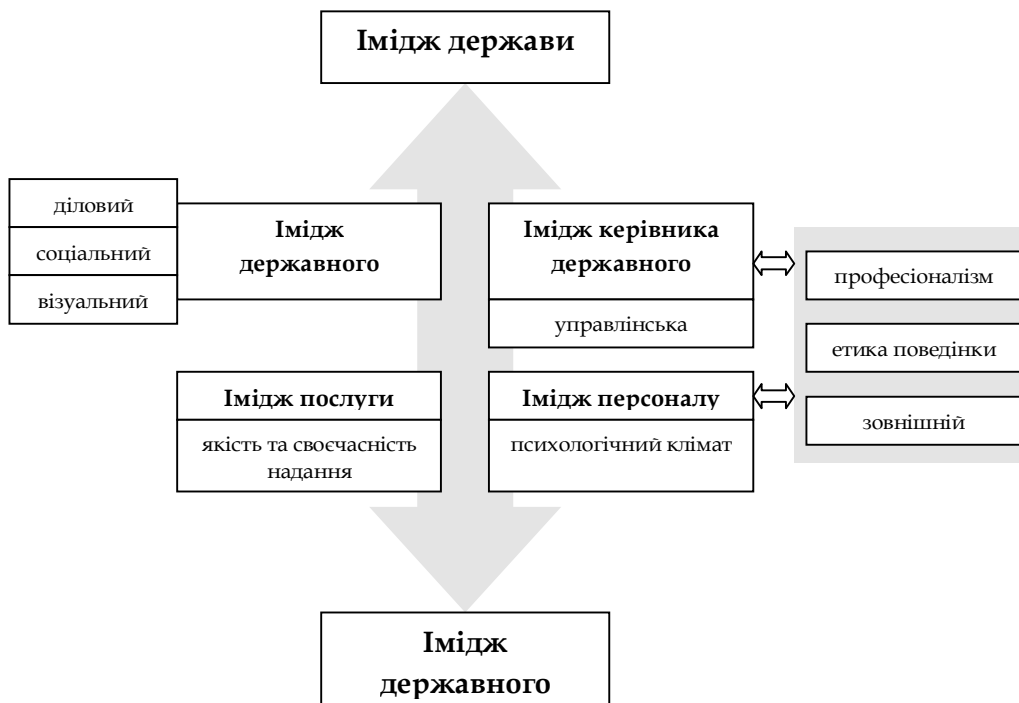 Імідж держави
діловий
соціальний
візуальний
Імідж
державного
Імідж керівника
державного
управлінська
професіоналізм
етика поведінки
зовнішній
Імідж послуги
якість та своєчасність
надання
Імідж персоналу
психологічний клімат
Імідж
державного